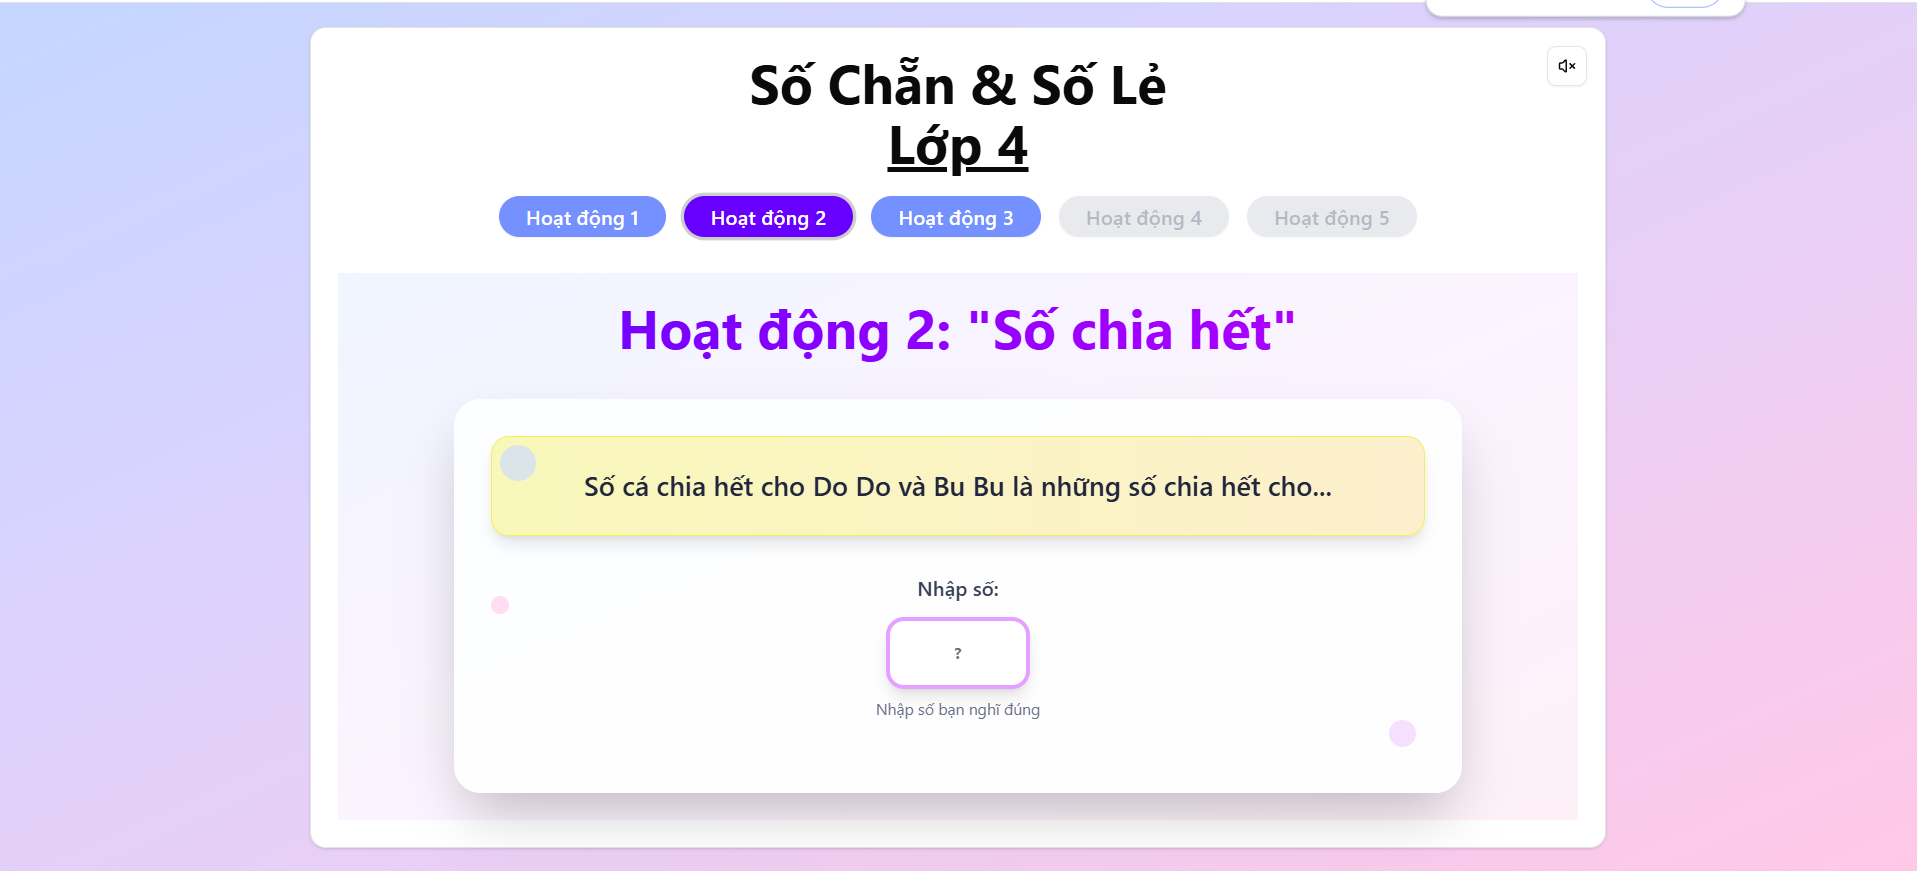 Số Chẵn & Số Lẻ
Lớp 4
Hoạt động 1
Hoạt động 2
Hoạt động 3
Hoạt động 4
Hoạt động 5
Hoạt động 2: "Số chia hết"
Số cá chia hết cho Do Do và Bu Bu là những số chia hết cho...
Nhập số:
?
Nhập số bạn nghĩ đúng